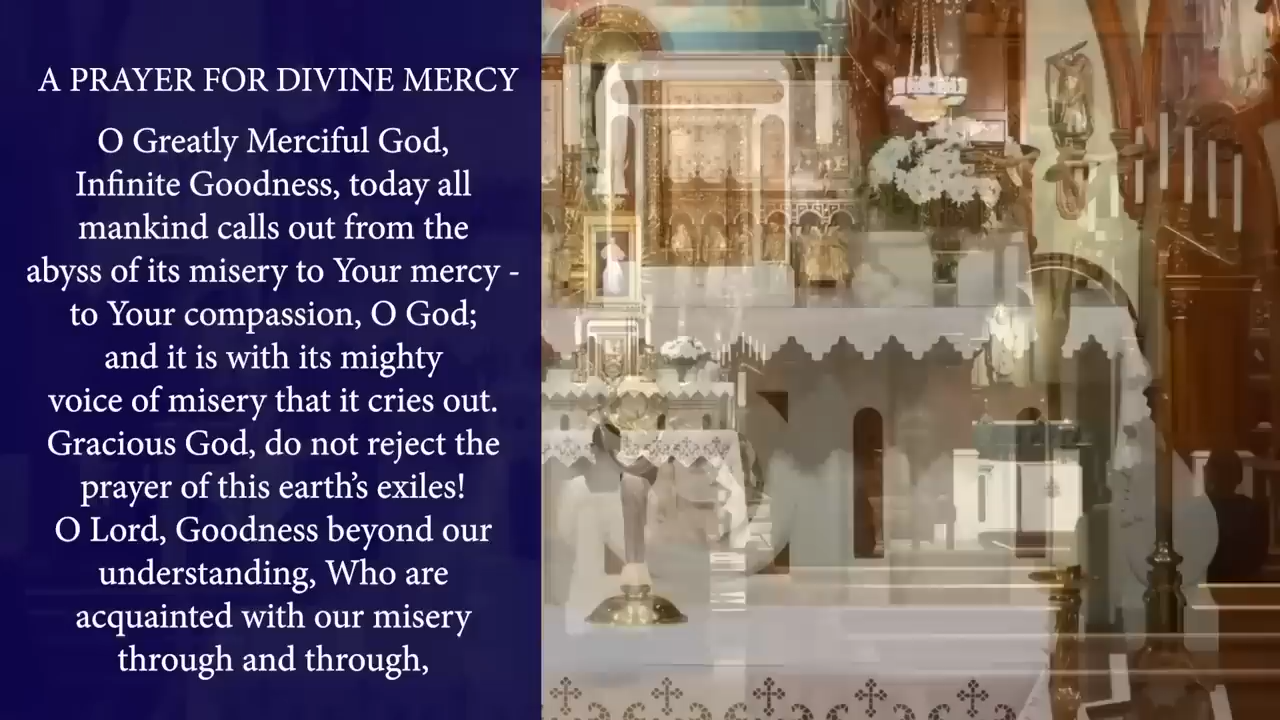 A PRAYER FOR DIVINE MERCY
O Greatly Merciful God,
Infinite Goodness, today all
mankind calls out from the
abyss of its misery to Your mercy -
to Your compassion, O God;
and it is with its mighty
voice of misery that it cries out.
Gracious God, do not reject the
prayer of this earth’s exiles!
O Lord, Goodness beyond our
understanding, Who are
acquainted with our misery
through and through,